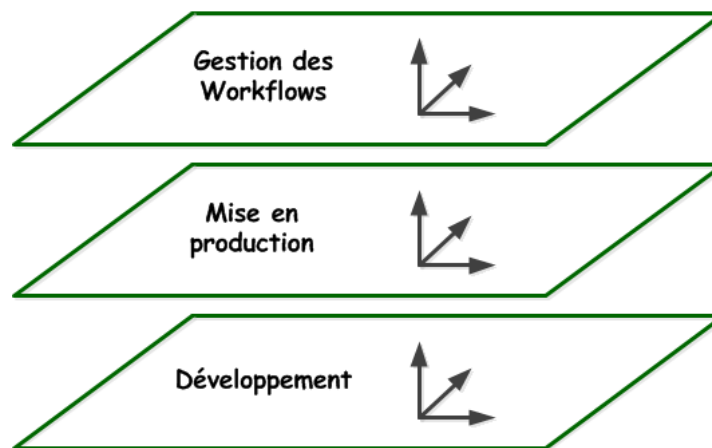 Gestion des
Workflows
Mise en
production
Développement